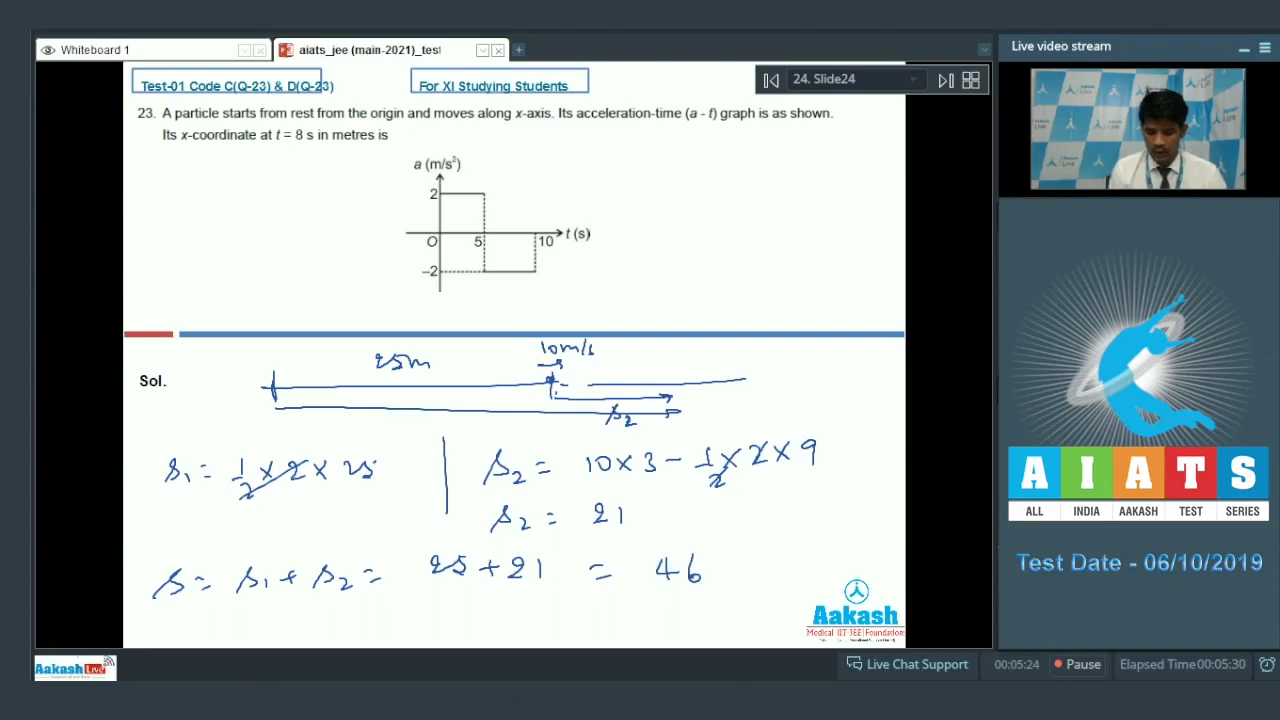 Whiteboard 1
aiats_jee (main-2021)_test
Live video stream
Test-01 Code C(Q-23) & D(Q-23)
For XI Studying Students
24. Slide24
23. A particle starts from rest from the origin and moves along x-axis. Its acceleration-time (a - t) graph is as shown.
Its x-coordinate at t = 8 s in metres is
a (m/s²)
2
O
5
10
t (s)
–2
Sol.
25m
10m/s
s₂
s₁ = 1/2 × 2 × 25
s₂ = 10 × 3 - 1/2 × 2 × 9
s₂ = 21
s = s₁ + s₂ = 25 + 21 = 46
A I A T S
ALL INDIA AAKASH TEST SERIES
Test Date - 06/10/2019
Aakash
Medical | IIT-JEE | Foundations
Aakash Live
Live Chat Support
00:05:24
Pause
Elapsed Time 00:05:30